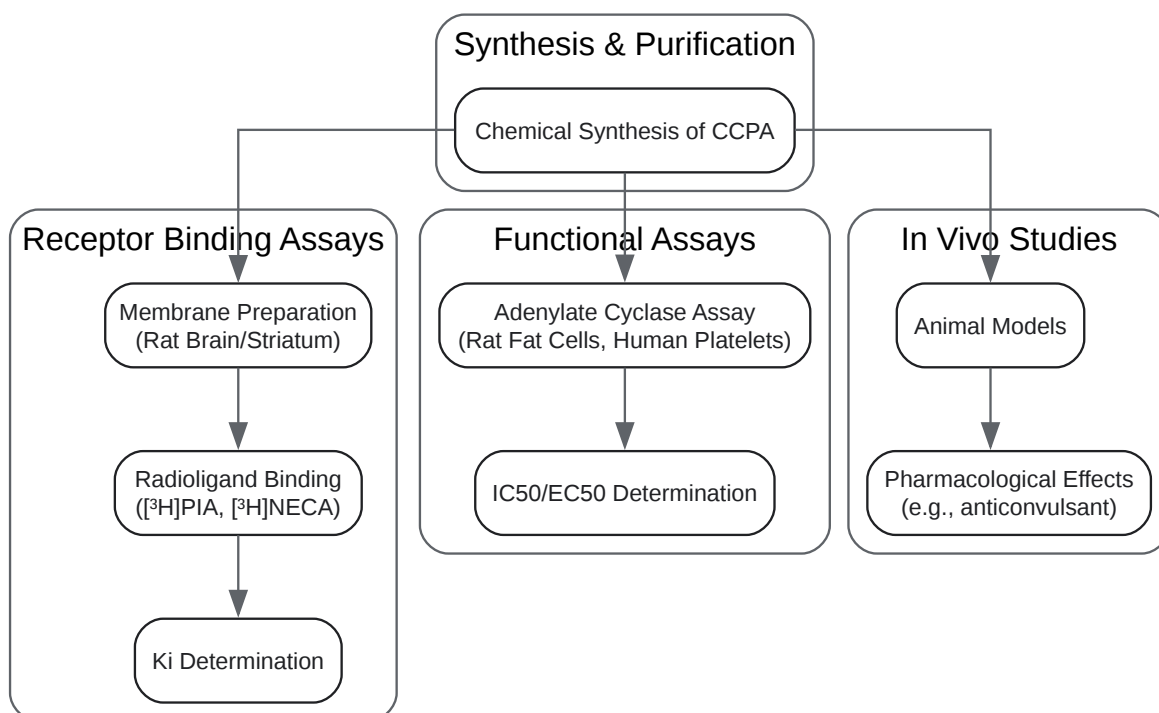 Synthesis & Purification
Chemical Synthesis of CCPA
Receptor Binding Assays
Membrane Preparation
(Rat Brain/Striatum)
Radioligand Binding
([³H]PIA, [³H]NECA)
Ki Determination
Functional Assays
Adenylate Cyclase Assay
(Rat Fat Cells, Human Platelets)
IC50/EC50 Determination
In Vivo Studies
Animal Models
Pharmacological Effects
(e.g., anticonvulsant)